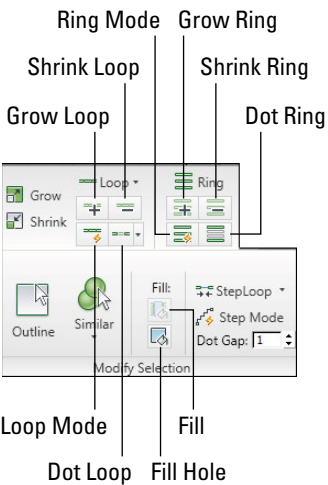 Ring Mode Grow Ring
Shrink Loop Shrink Ring
Grow Loop Dot Ring
Loop Ring
Grow
Shrink
Fill:
StepLoop
Step Mode
Outline Similar Dot Gap: 1
Modify Selection
Loop Mode Fill
Dot Loop Fill Hole